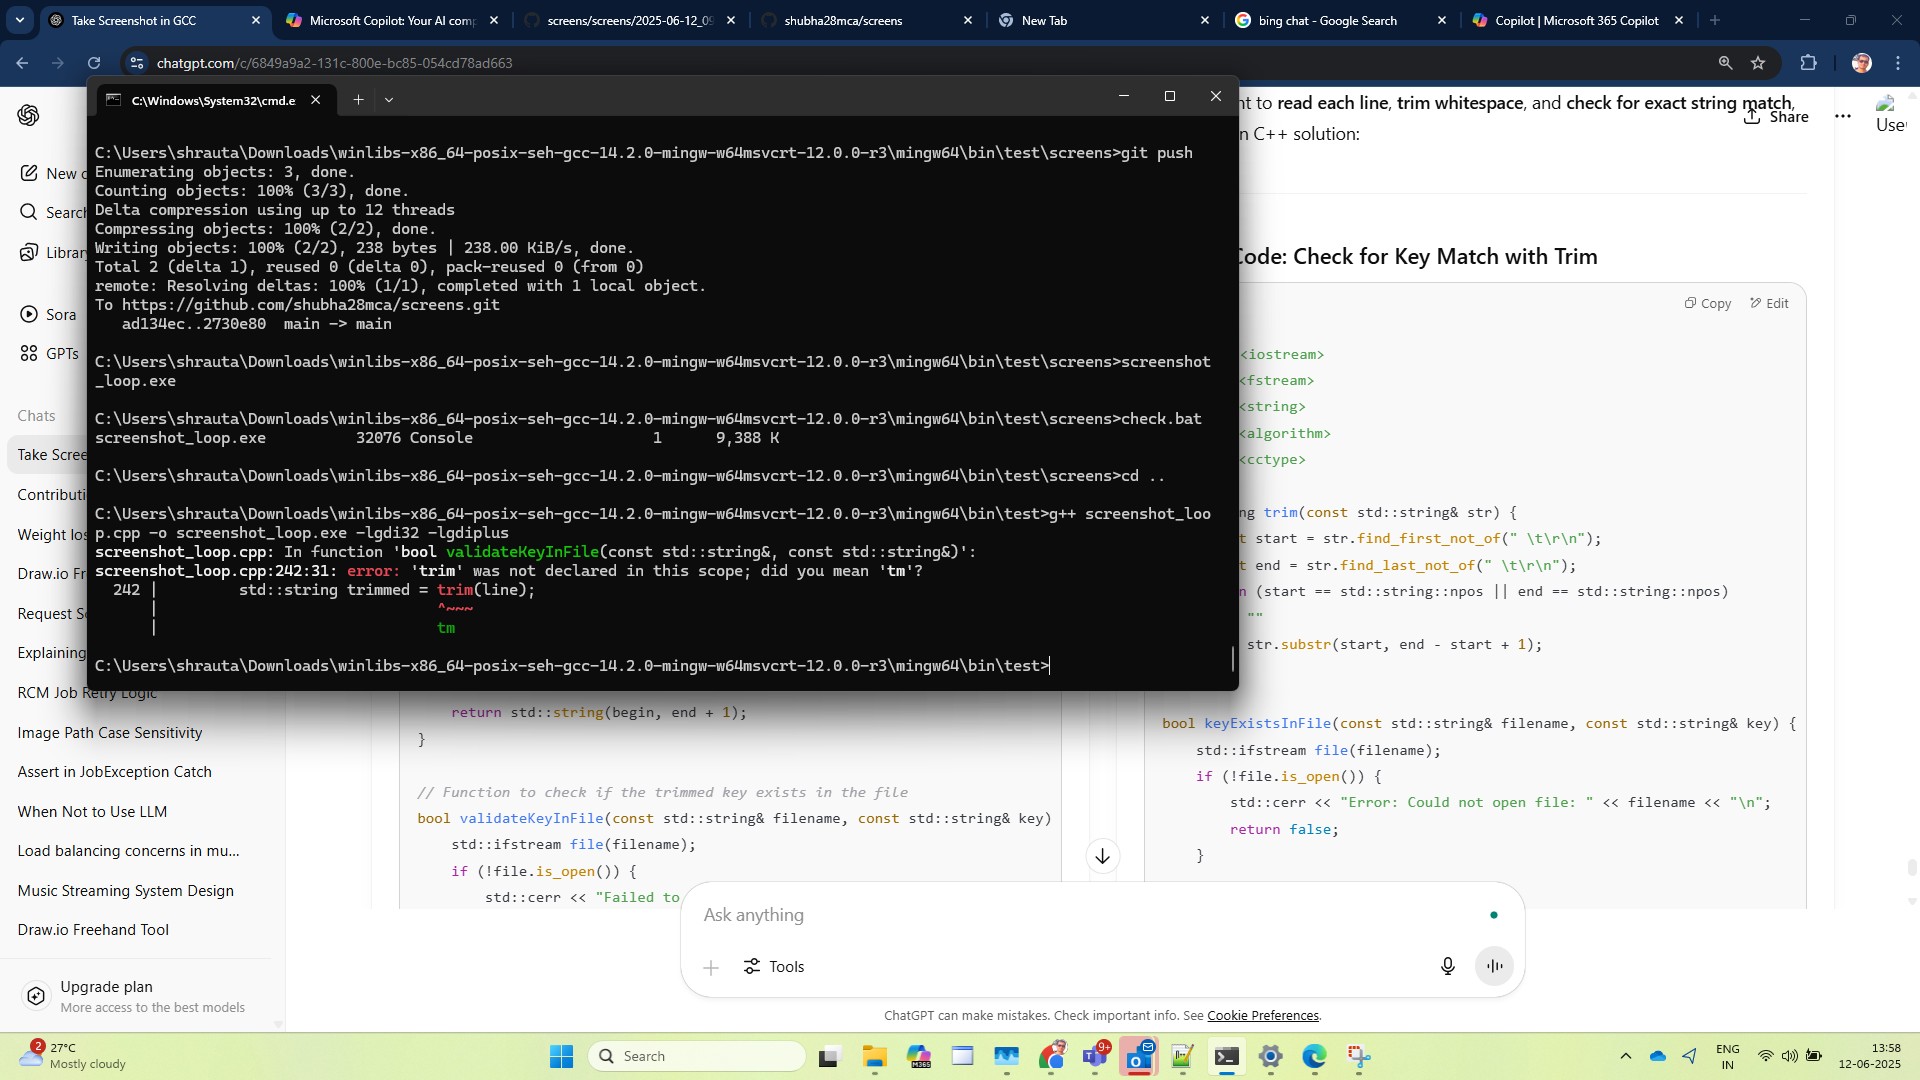 Take Screenshot in GCC
Microsoft Copilot: Your AI comp
screens/screens/2025-06-12_09
shubha28mca/screens
New Tab
bing chat - Google Search
Copilot | Microsoft 365 Copilot
chatgpt.com/c/6849a9a2-131c-800e-bc85-054cd78ad663
C:\Windows\System32\cmd.e
C:\Users\shrauta\Downloads\winlibs-x86_64-posix-seh-gcc-14.2.0-mingw-w64msvcrt-12.0.0-r3\mingw64\bin\test\screens>git push
Enumerating objects: 3, done.
Counting objects: 100% (3/3), done.
Delta compression using up to 12 threads
Compressing objects: 100% (2/2), done.
Writing objects: 100% (2/2), 238 bytes | 238.00 KiB/s, done.
Total 2 (delta 1), reused 0 (delta 0), pack-reused 0 (from 0)
remote: Resolving deltas: 100% (1/1), completed with 1 local object.
To https://github.com/shubha28mca/screens.git
ad134ec..2730e80 main -> main
C:\Users\shrauta\Downloads\winlibs-x86_64-posix-seh-gcc-14.2.0-mingw-w64msvcrt-12.0.0-r3\mingw64\bin\test\screens>screenshot
_loop.exe
C:\Users\shrauta\Downloads\winlibs-x86_64-posix-seh-gcc-14.2.0-mingw-w64msvcrt-12.0.0-r3\mingw64\bin\test\screens>check.bat
screenshot_loop.exe 32076 Console 1 9,388 K
C:\Users\shrauta\Downloads\winlibs-x86_64-posix-seh-gcc-14.2.0-mingw-w64msvcrt-12.0.0-r3\mingw64\bin\test\screens>cd ..
C:\Users\shrauta\Downloads\winlibs-x86_64-posix-seh-gcc-14.2.0-mingw-w64msvcrt-12.0.0-r3\mingw64\bin\test>g++ screenshot_loo
p.cpp -o screenshot_loop.exe -lgdi32 -lgdiplus
screenshot_loop.cpp: In function 'bool validateKeyInFile(const std::string&, const std::string&)':
screenshot_loop.cpp:242:31: error: 'trim' was not declared in this scope; did you mean 'tm'?
242 | std::string trimmed = trim(line);
| ^~~~
| tm
C:\Users\shrauta\Downloads\winlibs-x86_64-posix-seh-gcc-14.2.0-mingw-w64msvcrt-12.0.0-r3\mingw64\bin\test>
New c
Search
Library
Sora
GPTs
Chats
Take Scree
Contributi
Weight los
Draw.io Fr
Request Sc
Explaining
RCM Job Retry Logic
Image Path Case Sensitivity
Assert in JobException Catch
When Not to Use LLM
Load balancing concerns in mu...
Music Streaming System Design
Draw.io Freehand Tool
Upgrade plan
More access to the best models
return std::string(begin, end + 1);
}
// Function to check if the trimmed key exists in the file
bool validateKeyInFile(const std::string& filename, const std::string& key)
std::ifstream file(filename);
if (!file.is_open()) {
std::cerr << "Failed to
nt to read each line, trim whitespace, and check for exact string match,
n C++ solution:
Share
Use
Code: Check for Key Match with Trim
Copy
Edit
<iostream>
<fstream>
<string>
<algorithm>
<cctype>
ng trim(const std::string& str) {
t start = str.find_first_not_of(" \t\r\n");
t end = str.find_last_not_of(" \t\r\n");
n (start == std::string::npos || end == std::string::npos)
""
str.substr(start, end - start + 1);
bool keyExistsInFile(const std::string& filename, const std::string& key) {
std::ifstream file(filename);
if (!file.is_open()) {
std::cerr << "Error: Could not open file: " << filename << "\n";
return false;
}
Ask anything
Tools
ChatGPT can make mistakes. Check important info. See Cookie Preferences.
2
27°C
Mostly cloudy
Search
M365
9+
ENG
IN
13:58
12-06-2025